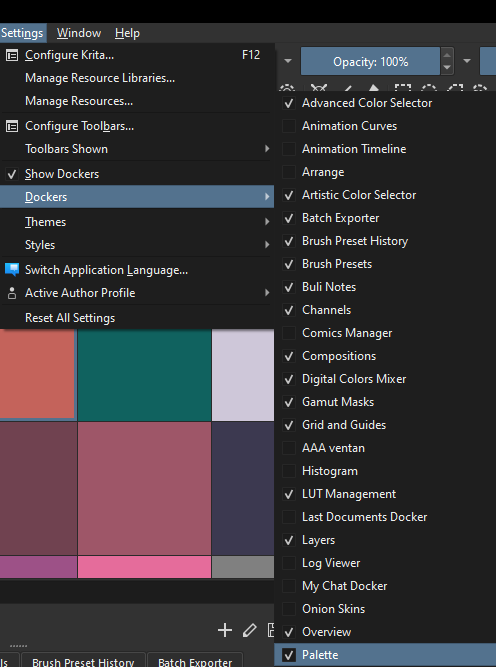 Settings Window Help
Configure Krita... F12
Manage Resource Libraries...
Manage Resources...
Configure Toolbars...
Toolbars Shown
Show Dockers
Dockers
Themes
Styles
Switch Application Language...
Active Author Profile
Reset All Settings
Opacity: 100%
Advanced Color Selector
Animation Curves
Animation Timeline
Arrange
Artistic Color Selector
Batch Exporter
Brush Preset History
Brush Presets
Buli Notes
Channels
Comics Manager
Compositions
Digital Colors Mixer
Gamut Masks
Grid and Guides
AAA ventan
Histogram
LUT Management
Last Documents Docker
Layers
Log Viewer
My Chat Docker
Onion Skins
Overview
Palette
ls Brush Preset History Batch Exporter